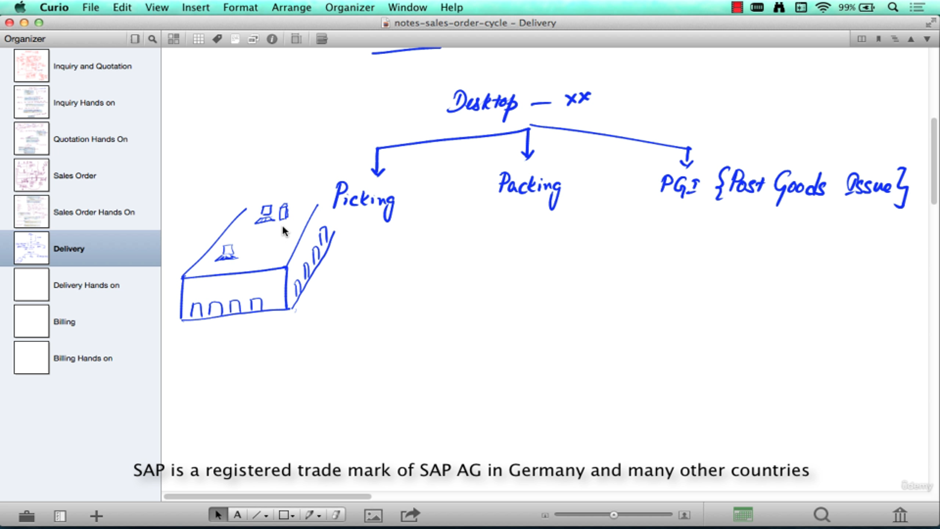 Curio File Edit View Insert Format Arrange Organizer Window Help 99%
notes-sales-order-cycle - Delivery
Organizer
Inquiry and Quotation
Inquiry Hands on
Quotation Hands On
Sales Order
Sales Order Hands On
Delivery
Delivery Hands on
Billing
Billing Hands on
Desktop - xx
Picking Packing PGI {Post Goods Issue}
SAP is a registered trade mark of SAP AG in Germany and many other countries
Udemy
A